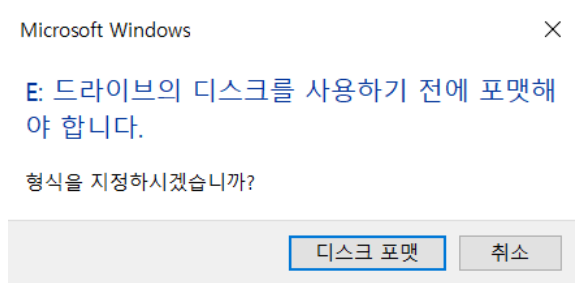 Microsoft Windows
E: 드라이브의 디스크를 사용하기 전에 포맷해
야 합니다.
형식을 지정하시겠습니까?
디스크 포맷
취소